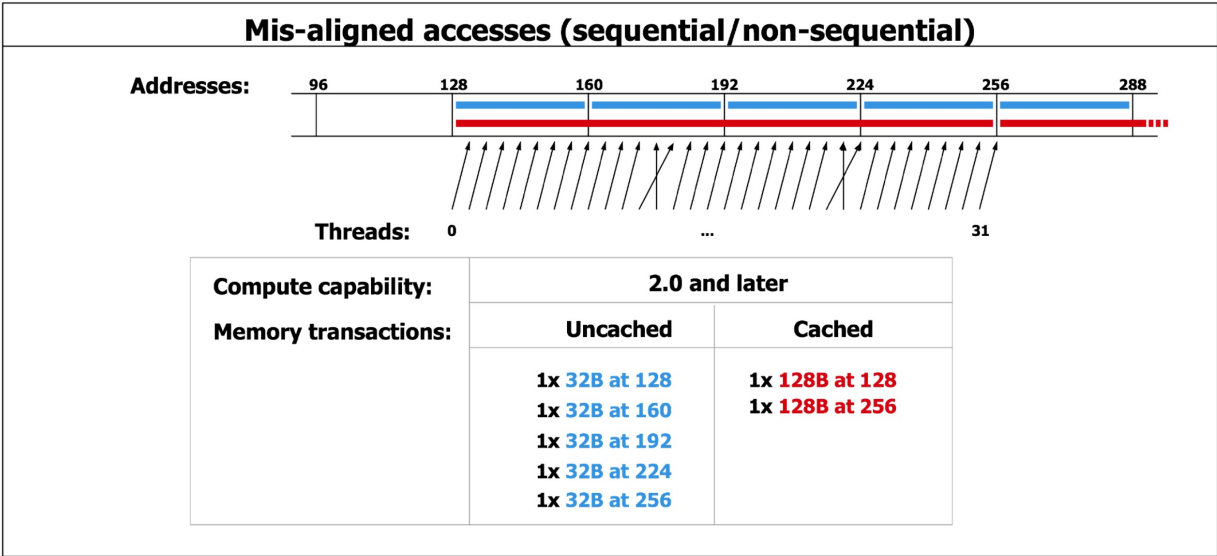 Mis-aligned accesses (sequential/non-sequential)
Addresses: 96 128 160 192 224 256 288
Threads: 0 ... 31
Compute capability: 2.0 and later
Memory transactions: Uncached Cached
1x 32B at 128 1x 128B at 128
1x 32B at 160 1x 128B at 256
1x 32B at 192
1x 32B at 224
1x 32B at 256